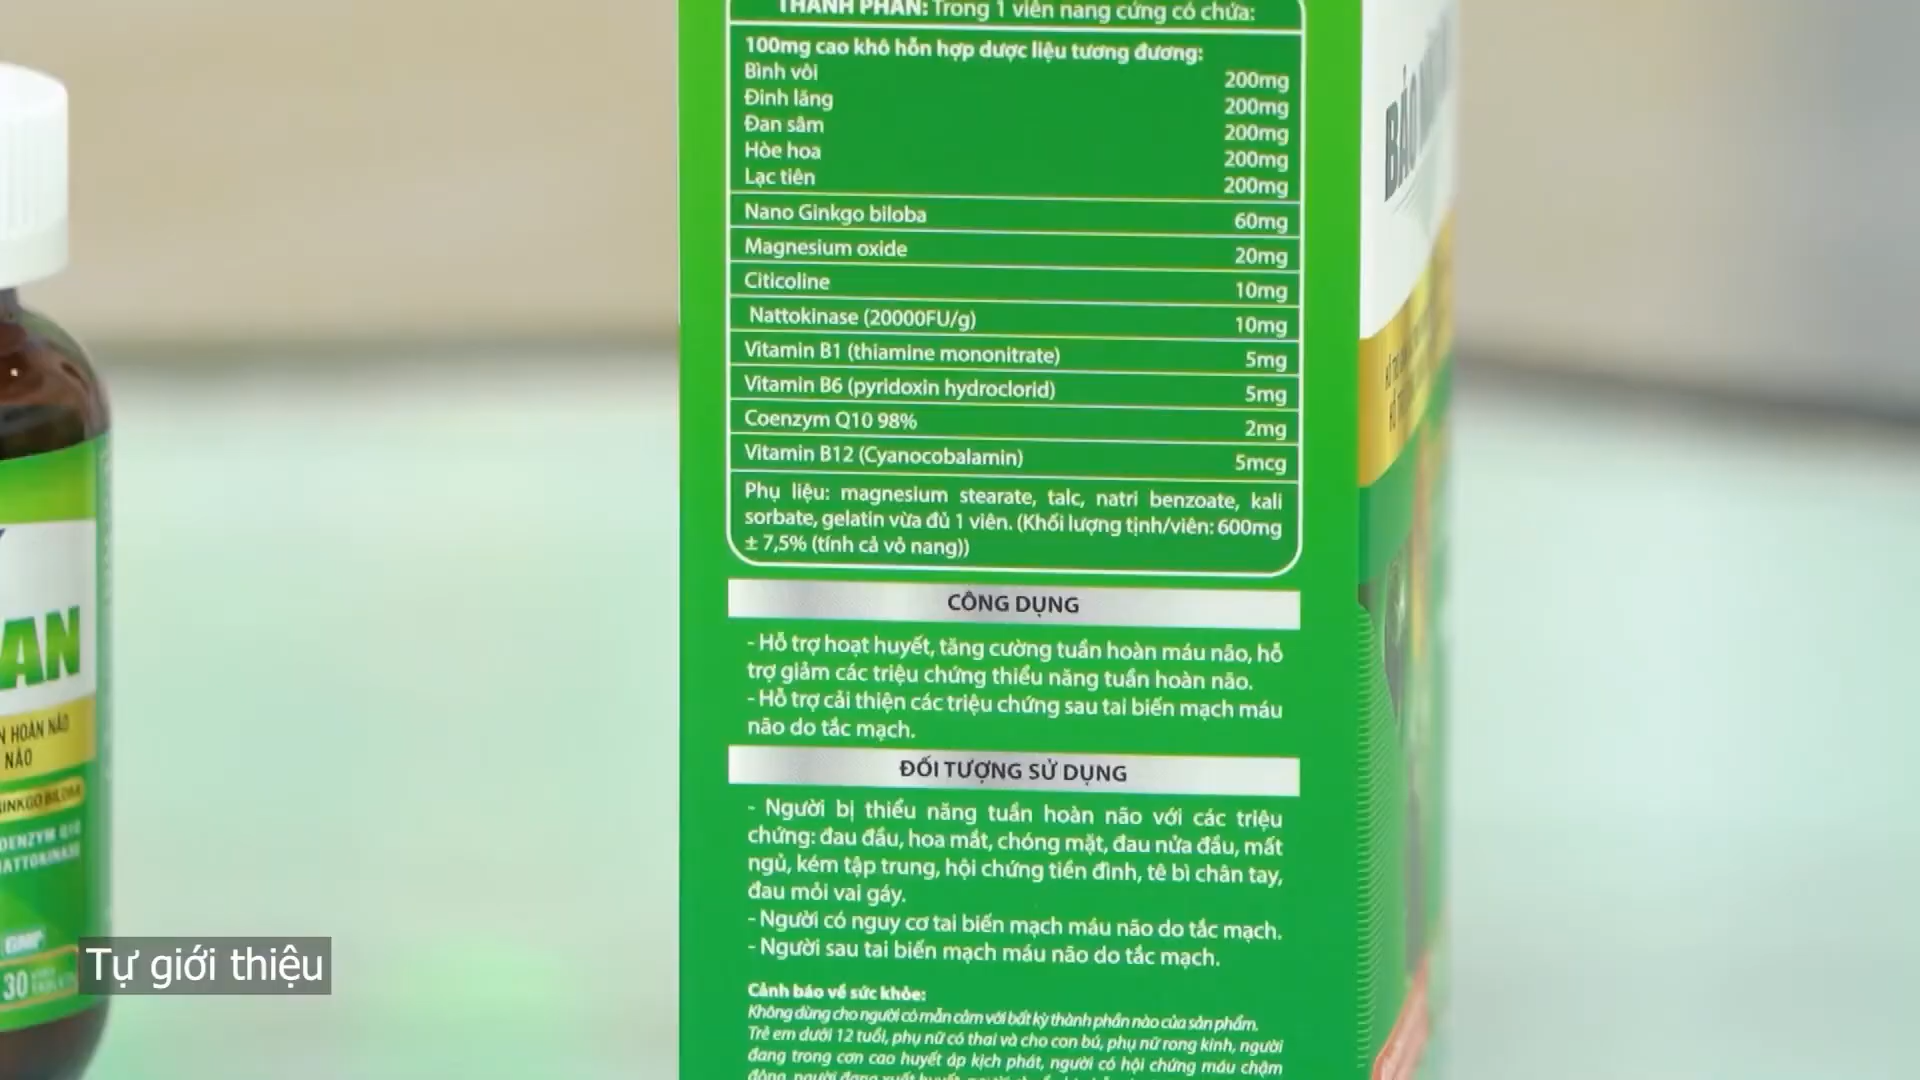 THÀNH PHẦN: Trong 1 viên nang cứng có chứa:
100mg cao khô hỗn hợp dược liệu tương đương:
Bình vôi 200mg
Đinh lăng 200mg
Đan sâm 200mg
Hòe hoa 200mg
Lạc tiên 200mg
Nano Ginkgo biloba 60mg
Magnesium oxide 20mg
Citicoline 10mg
Nattokinase (20000FU/g) 10mg
Vitamin B1 (thiamine mononitrate) 5mg
Vitamin B6 (pyridoxin hydroclorid) 5mg
Coenzym Q10 98% 2mg
Vitamin B12 (Cyanocobalamin) 5mcg
Phụ liệu: magnesium stearate, talc, natri benzoate, kali
sorbate, gelatin vừa đủ 1 viên. (Khối lượng tịnh/viên: 600mg
± 7,5% (tính cả vỏ nang))
CÔNG DỤNG
- Hỗ trợ hoạt huyết, tăng cường tuần hoàn máu não, hỗ
trợ giảm các triệu chứng thiểu năng tuần hoàn não.
- Hỗ trợ cải thiện các triệu chứng sau tai biến mạch máu
não do tắc mạch.
ĐỐI TƯỢNG SỬ DỤNG
- Người bị thiểu năng tuần hoàn não với các triệu
chứng: đau đầu, hoa mắt, chóng mặt, đau nửa đầu, mất
ngủ, kém tập trung, hội chứng tiền đình, tê bì chân tay,
đau mỏi vai gáy.
- Người có nguy cơ tai biến mạch máu não do tắc mạch.
- Người sau tai biến mạch máu não do tắc mạch.
Cảnh báo về sức khỏe:
Không dùng cho người có mẫn cảm với bất kỳ thành phần nào của sản phẩm.
Trẻ em dưới 12 tuổi, phụ nữ có thai và cho con bú, phụ nữ rong kinh, người
đang trong cơn cao huyết áp kịch phát, người có hội chứng máu chậm
đông, người đang xuất huyết
BẢO
AN
N HOÀN NÃO
NÃO
GINKGO BILOBA
OENZYM Q10
NATTOKINASE
GMP
30
Tự giới thiệu